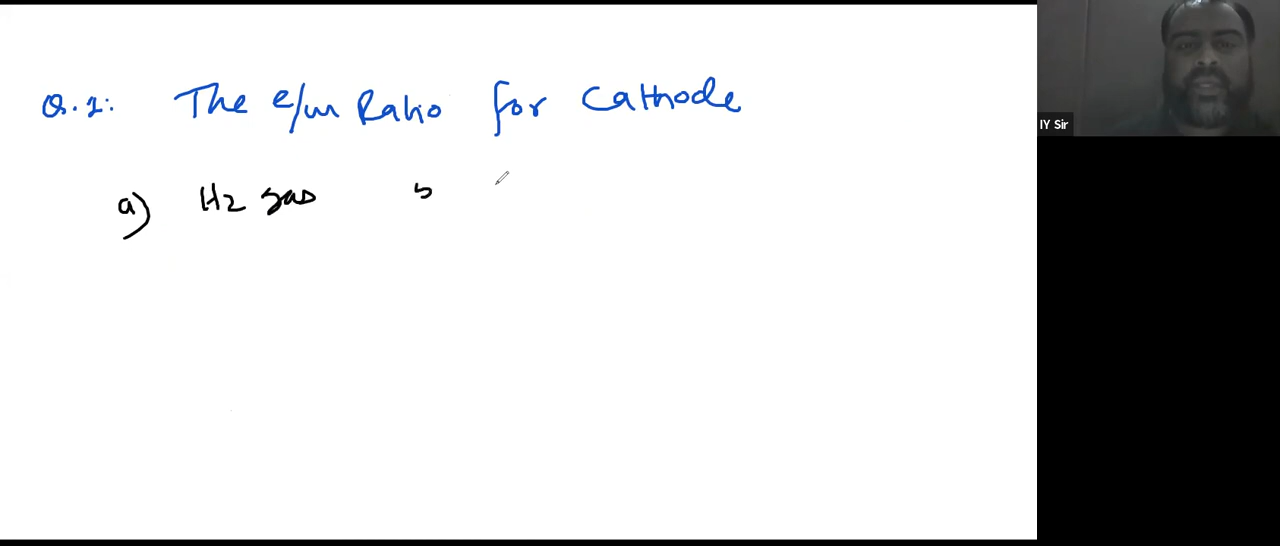 Q.1: The e/m Ratio for Cathode
a) H2 gas
IY Sir